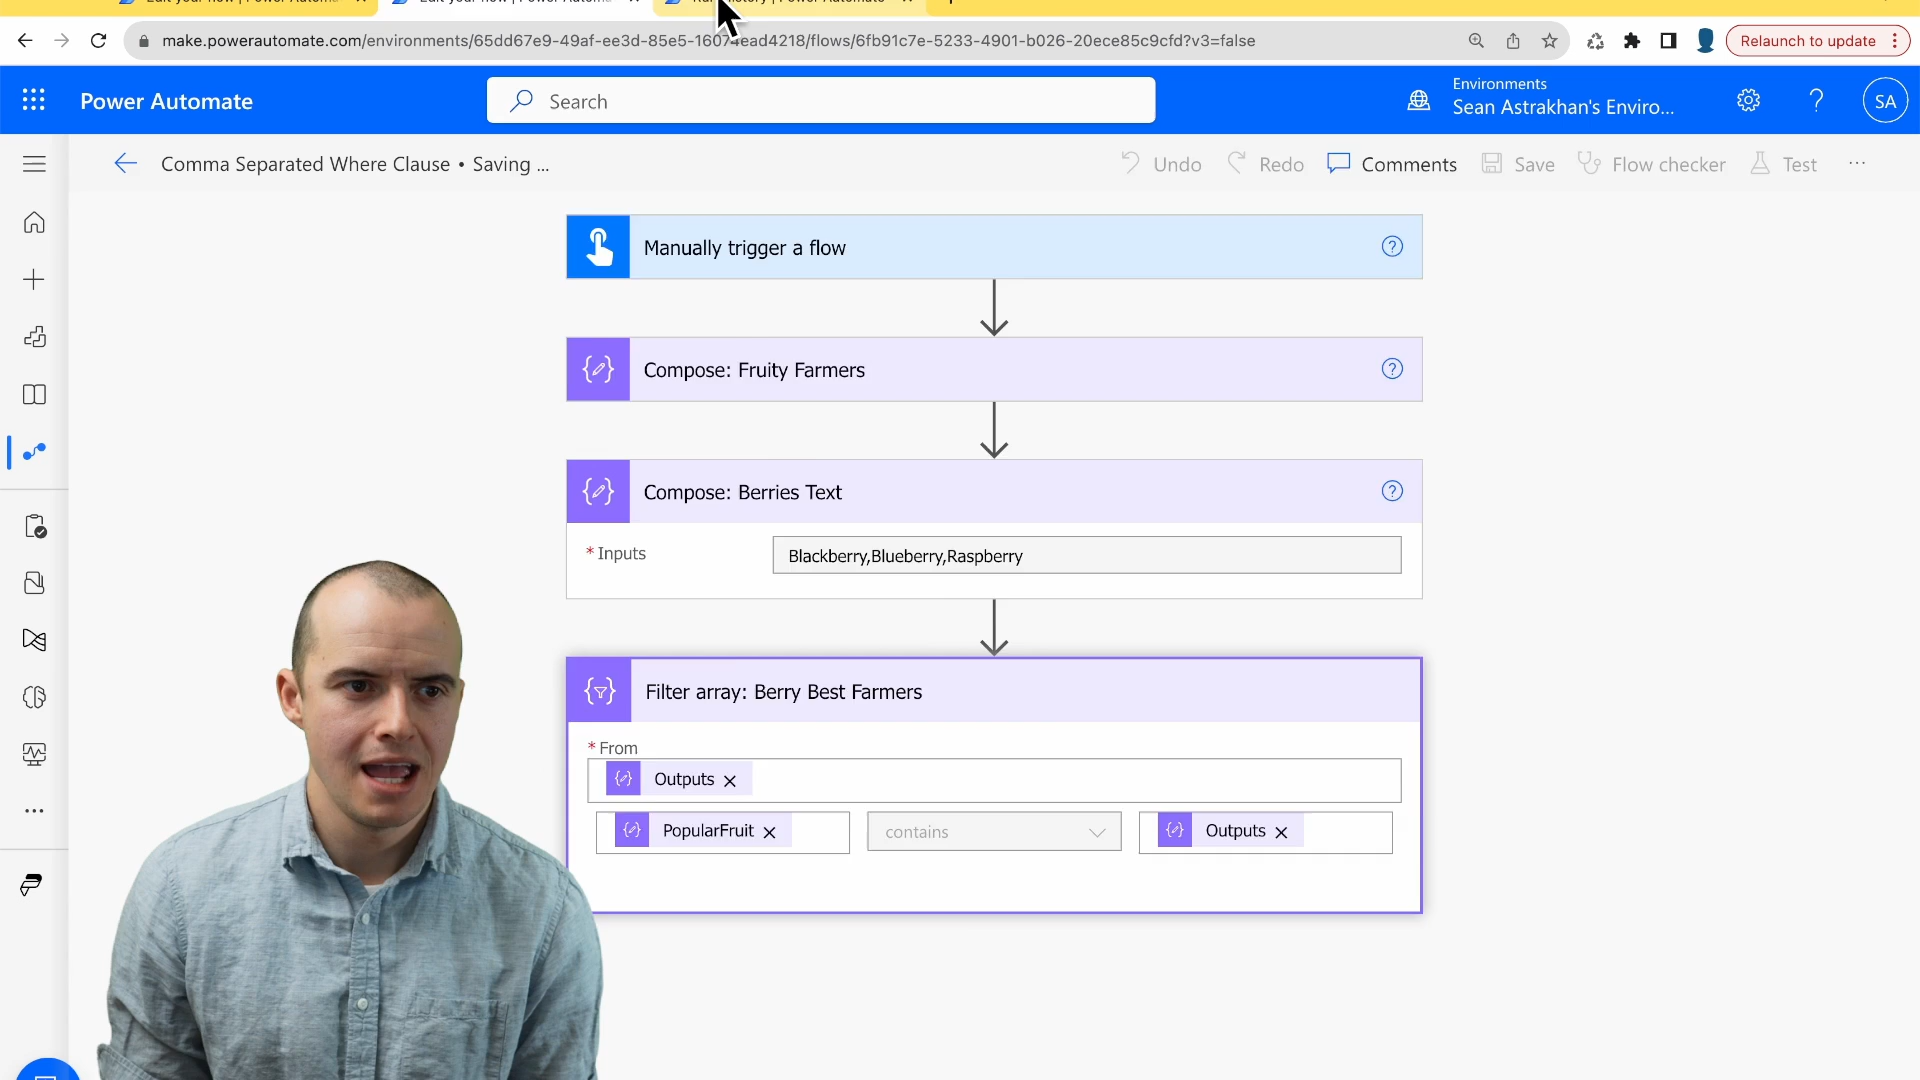 make.powerautomate.com/environments/65dd67e9-49af-ee3d-85e5-16074ead4218/flows/6fb91c7e-5233-4901-b026-20ece85c9cfd?v3=false
Relaunch to update
Power Automate
Search
Environments
Sean Astrakhan's Enviro...
?
SA
Comma Separated Where Clause • Saving ...
Undo
Redo
Comments
Save
Flow checker
Test
...
Manually trigger a flow
?
Compose: Fruity Farmers
?
Compose: Berries Text
?
* Inputs
Blackberry,Blueberry,Raspberry
Filter array: Berry Best Farmers
* From
Outputs
PopularFruit
contains
Outputs